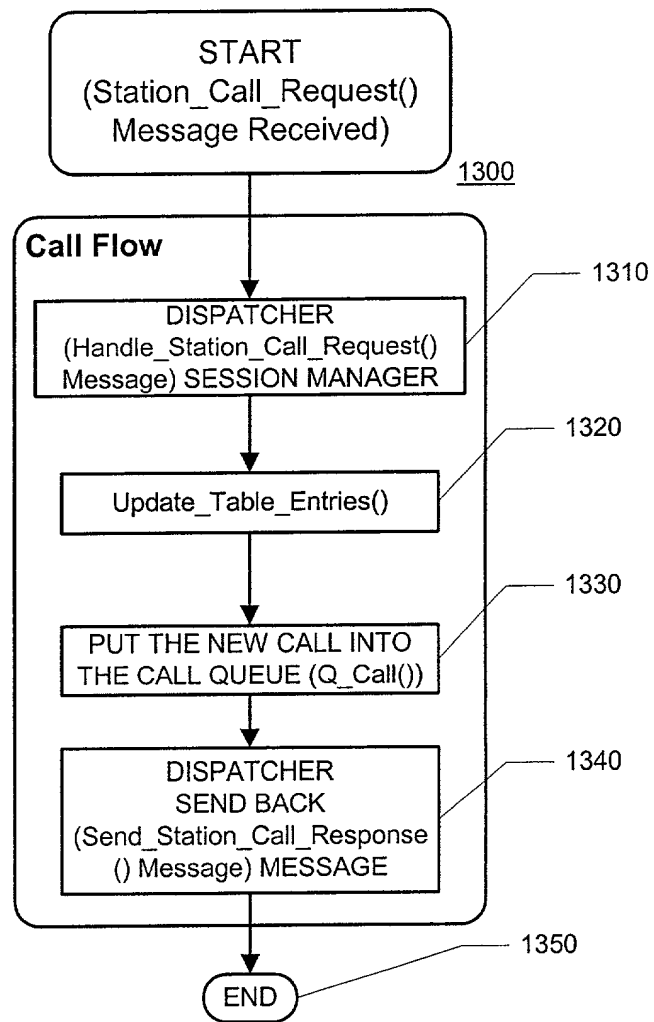 START
(Station_Call_Request()
Message Received)
1300
Call Flow
1310
DISPATCHER
(Handle_Station_Call_Request()
Message) SESSION MANAGER
1320
Update_Table_Entries()
1330
PUT THE NEW CALL INTO
THE CALL QUEUE (Q_Call())
1340
DISPATCHER
SEND BACK
(Send_Station_Call_Response
() Message) MESSAGE
1350
END